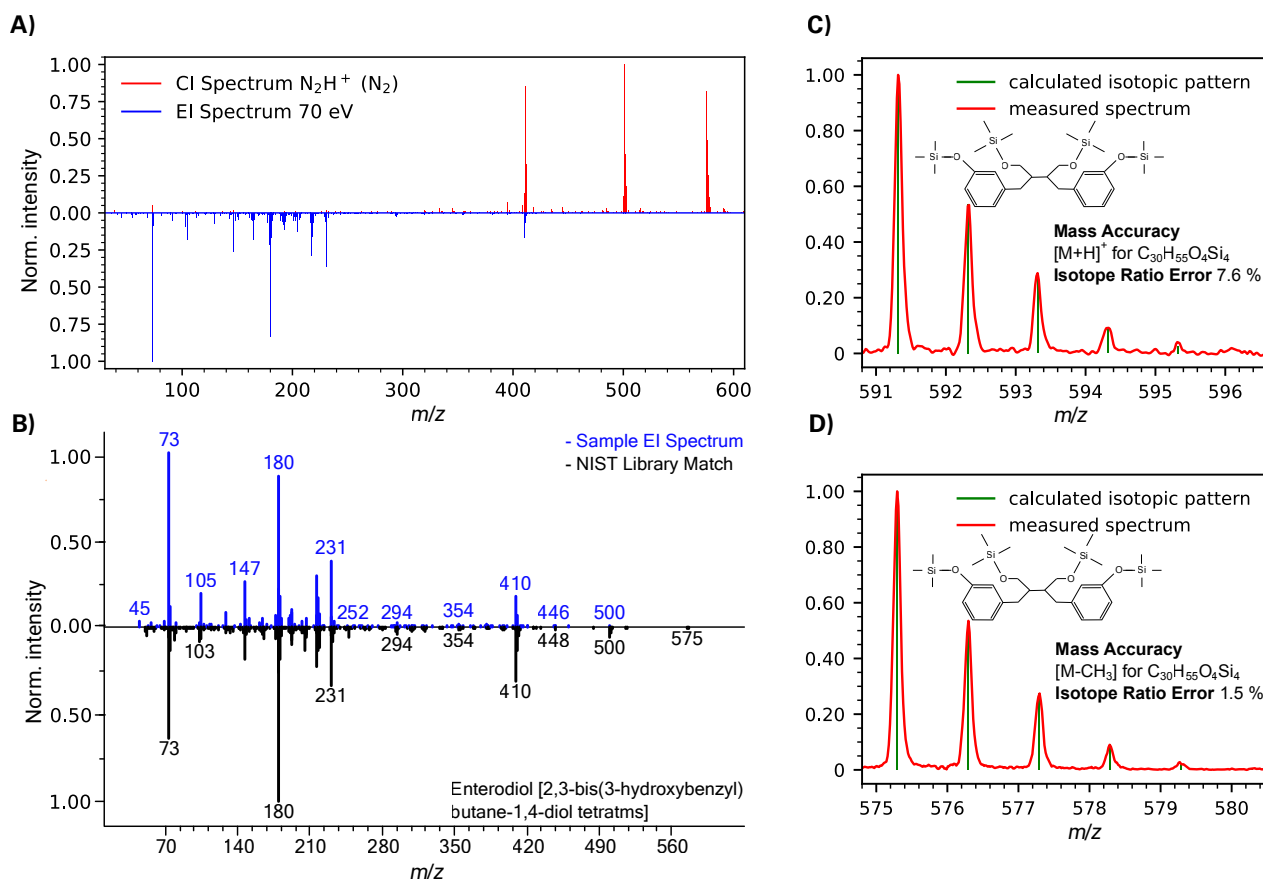 A)
CI Spectrum N₂H⁺ (N₂)
EI Spectrum 70 eV
1.00
0.75
0.50
0.25
0.00
0.25
0.50
0.75
1.00
Norm. intensity
100 200 300 400 500 600
m/z
B)
- Sample EI Spectrum
- NIST Library Match
1.00
0.50
0.00
0.50
1.00
Norm. intensity
73
180
231
105
147
410
45
252
294
354
446
500
103
294
354
448
500
575
231
410
73
180
Enterodiol [2,3-bis(3-hydroxybenzyl)
butane-1,4-diol tetratms]
70 140 210 280 350 420 490 560
m/z
C)
calculated isotopic pattern
measured spectrum
1.00
0.80
0.60
0.40
0.20
0
Si
Si
Si
Si
O
O
O
O
Mass Accuracy
[M+H]⁺ for C₃₀H₅₅O₄Si₄
Isotope Ratio Error 7.6 %
591 592 593 594 595 596
m/z
D)
calculated isotopic pattern
measured spectrum
1.00
0.80
0.60
0.40
0.20
0
Si
Si
Si
Si
O
O
O
O
Mass Accuracy
[M-CH₃] for C₃₀H₅₅O₄Si₄
Isotope Ratio Error 1.5 %
575 576 577 578 579 580
m/z